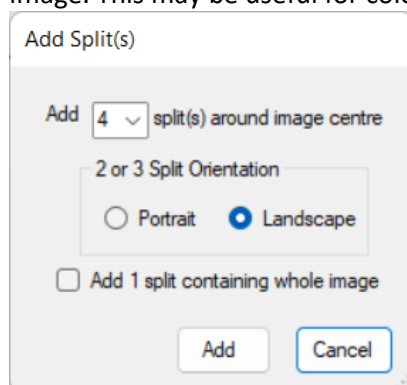 image. This may be useful for colo
Add Split(s)
Add 4 split(s) around image centre
2 or 3 Split Orientation
Portrait Landscape
Add 1 split containing whole image
Add Cancel